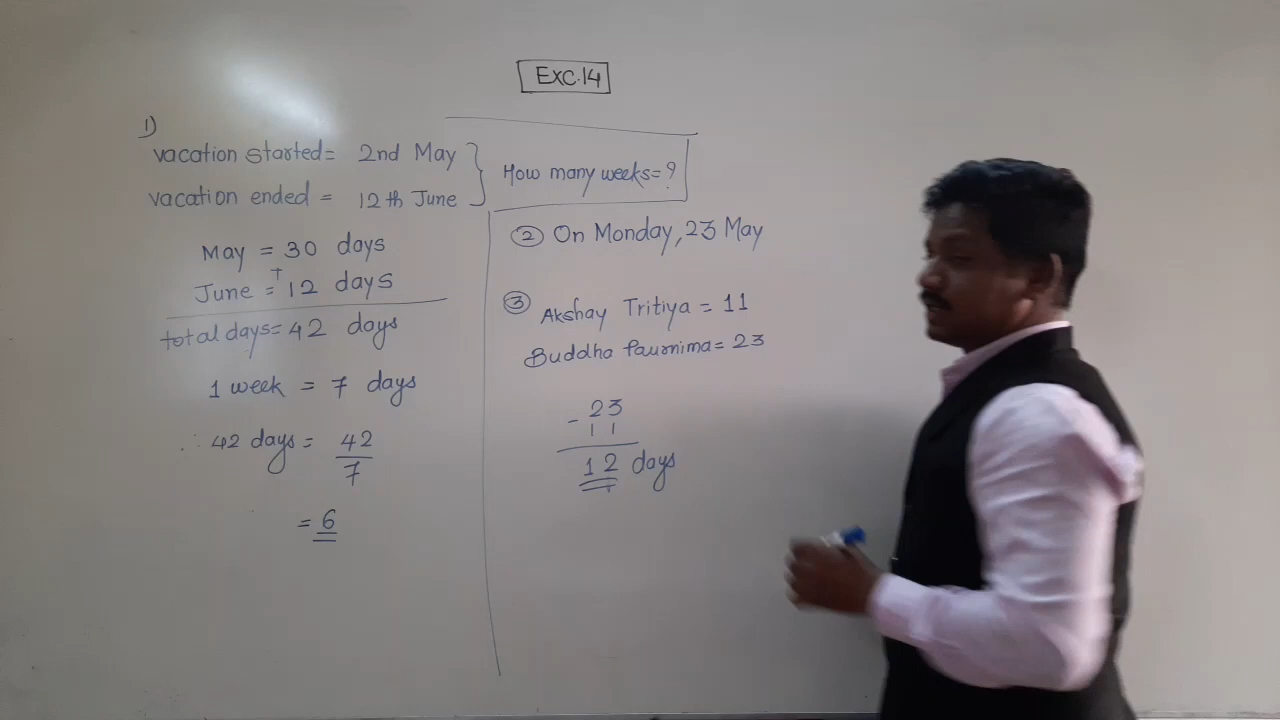 EXC.14
1)
vacation started = 2nd May
vacation ended = 12th June
How many weeks = ?
May = 30 days
+
June = 12 days
total days = 42 days
1 week = 7 days
∴ 42 days = 42
7
= 6
② On Monday, 23 May
③ Akshay Tritiya = 11
Buddha Paurnima = 23
- 23
11
12 days